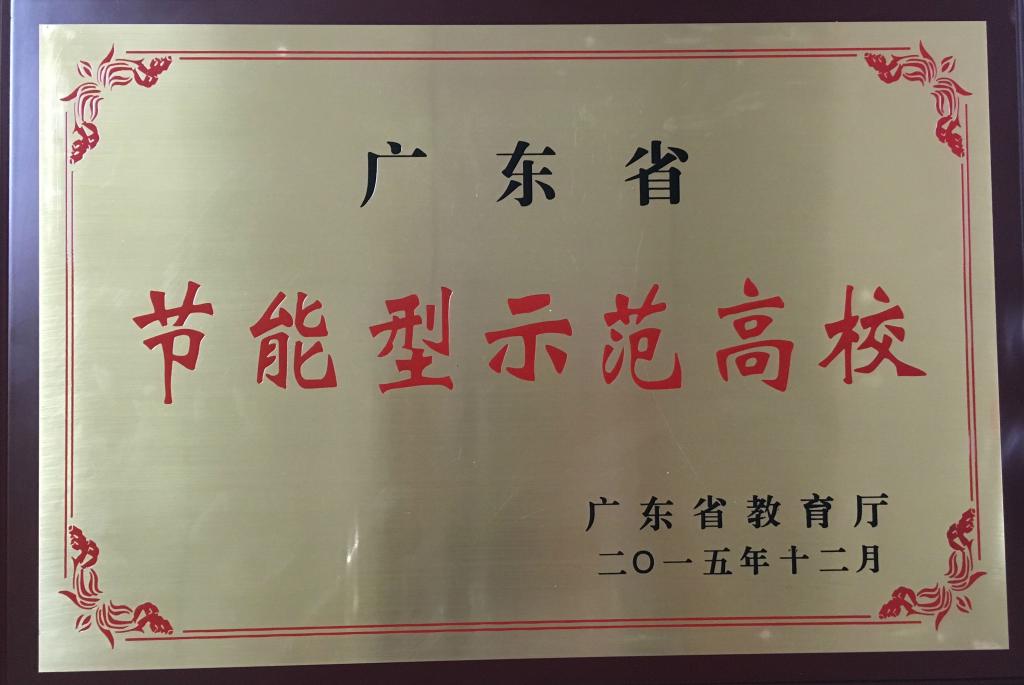 广东省
节能型示范高校
广东省教育厅
二〇一五年十二月